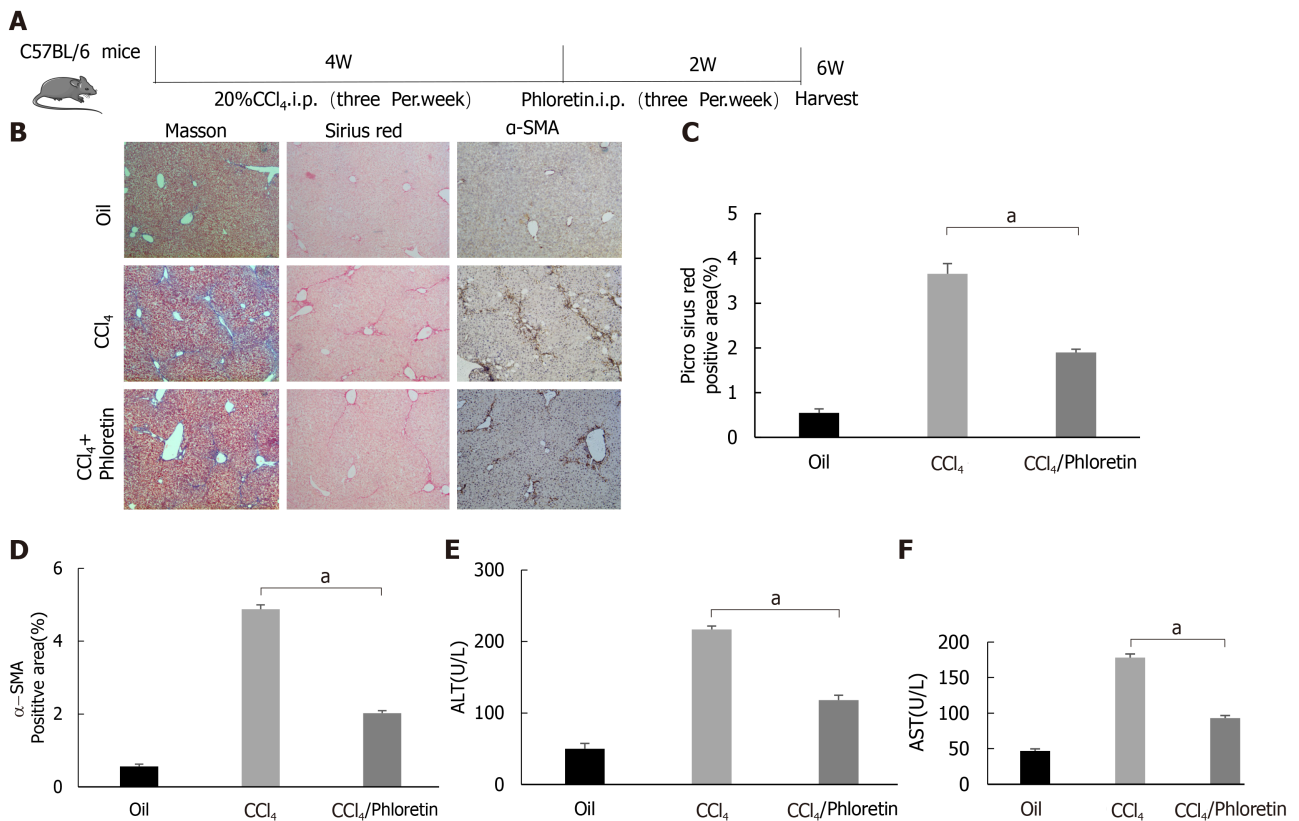 A
C57BL/6 mice
4W
2W
6W
20%CCl₄.i.p. (three Per.week)
Phloretin.i.p. (three Per.week)
Harvest
B
Masson
Sirius red
α-SMA
Oil
CCl₄
CCl₄+
Phloretin
C
Picro sirus red
positive area(%)
5
4
3
2
1
0
a
Oil
CCl₄
CCl₄/Phloretin
D
α–SMA
Posititve area(%)
6
4
2
0
a
Oil
CCl₄
CCl₄/Phloretin
E
ALT(U/L)
300
200
100
0
a
Oil
CCl₄
CCl₄/Phloretin
F
AST(U/L)
200
150
100
50
0
a
Oil
CCl₄
CCl₄/Phloretin